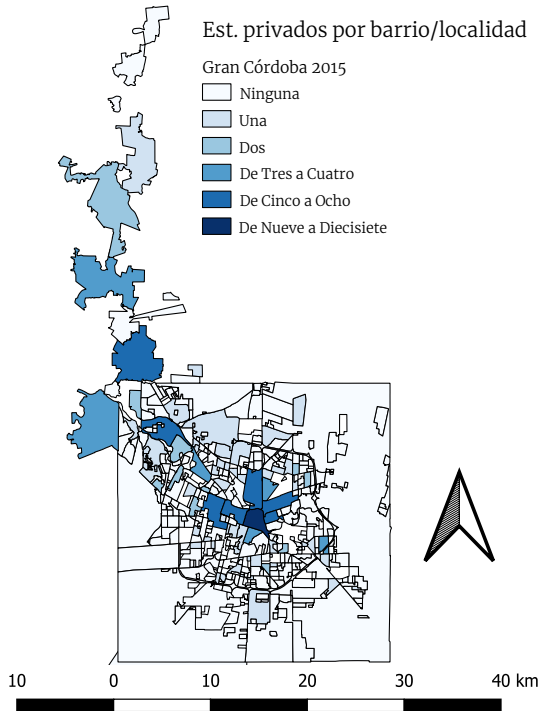 Est. privados por barrio/localidad
Gran Córdoba 2015
Ninguna
Una
Dos
De Tres a Cuatro
De Cinco a Ocho
De Nueve a Diecisiete
10 0 10 20 30 40 km